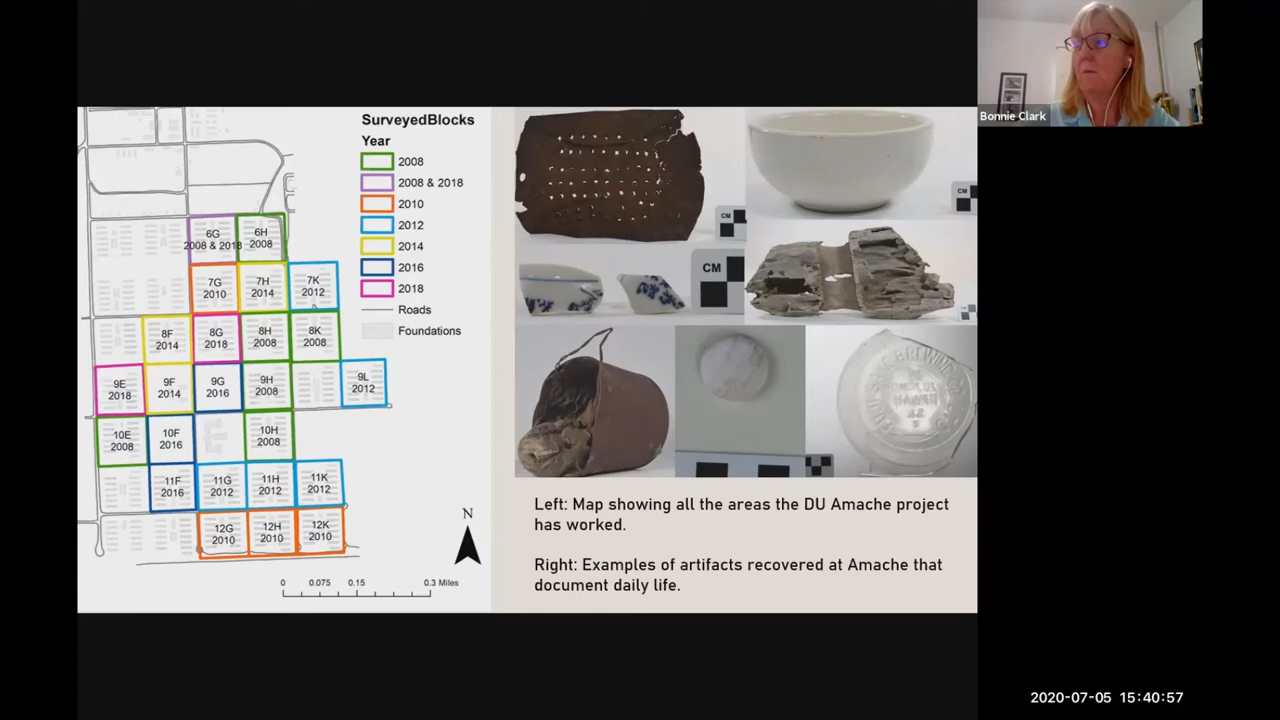 SurveyedBlocks
Year
2008
2008 & 2018
2010
2012
2014
2016
2018
Roads
Foundations
6G
2008 & 2018
6H
2008
7G
2010
7H
2014
7K
2012
8F
2014
8G
2018
8H
2008
8K
2008
9E
2018
9F
2014
9G
2016
9H
2008
9L
2012
10E
2008
10F
2016
10H
2008
11F
2016
11G
2012
11H
2012
11K
2012
12G
2010
12H
2010
12K
2010
N
0 0.075 0.15 0.3 Miles
CM
CM
CM
BREWING
HONOLULU
HAWAII
Left: Map showing all the areas the DU Amache project
has worked.
Right: Examples of artifacts recovered at Amache that
document daily life.
Bonnie Clark
2020-07-05 15:40:57